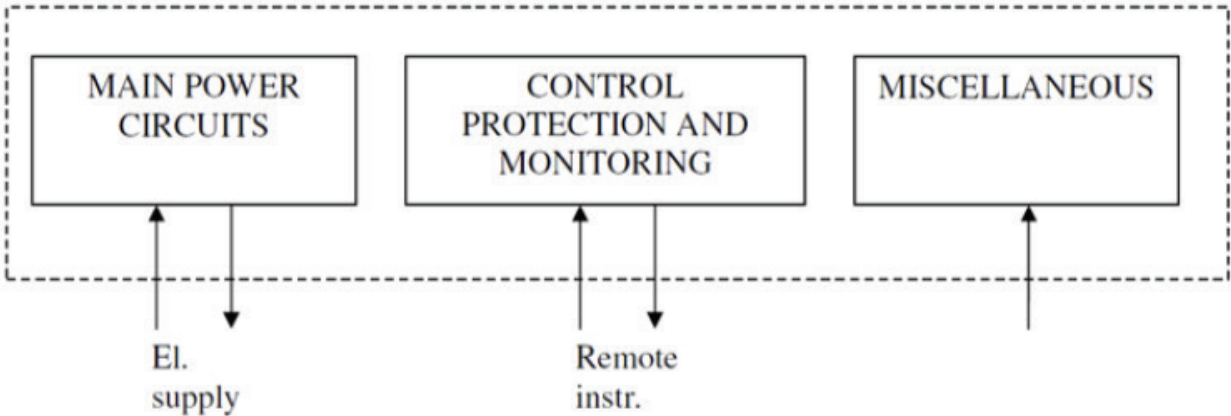 MAIN POWER
CIRCUITS
CONTROL
PROTECTION AND
MONITORING
MISCELLANEOUS
El.
supply
Remote
instr.